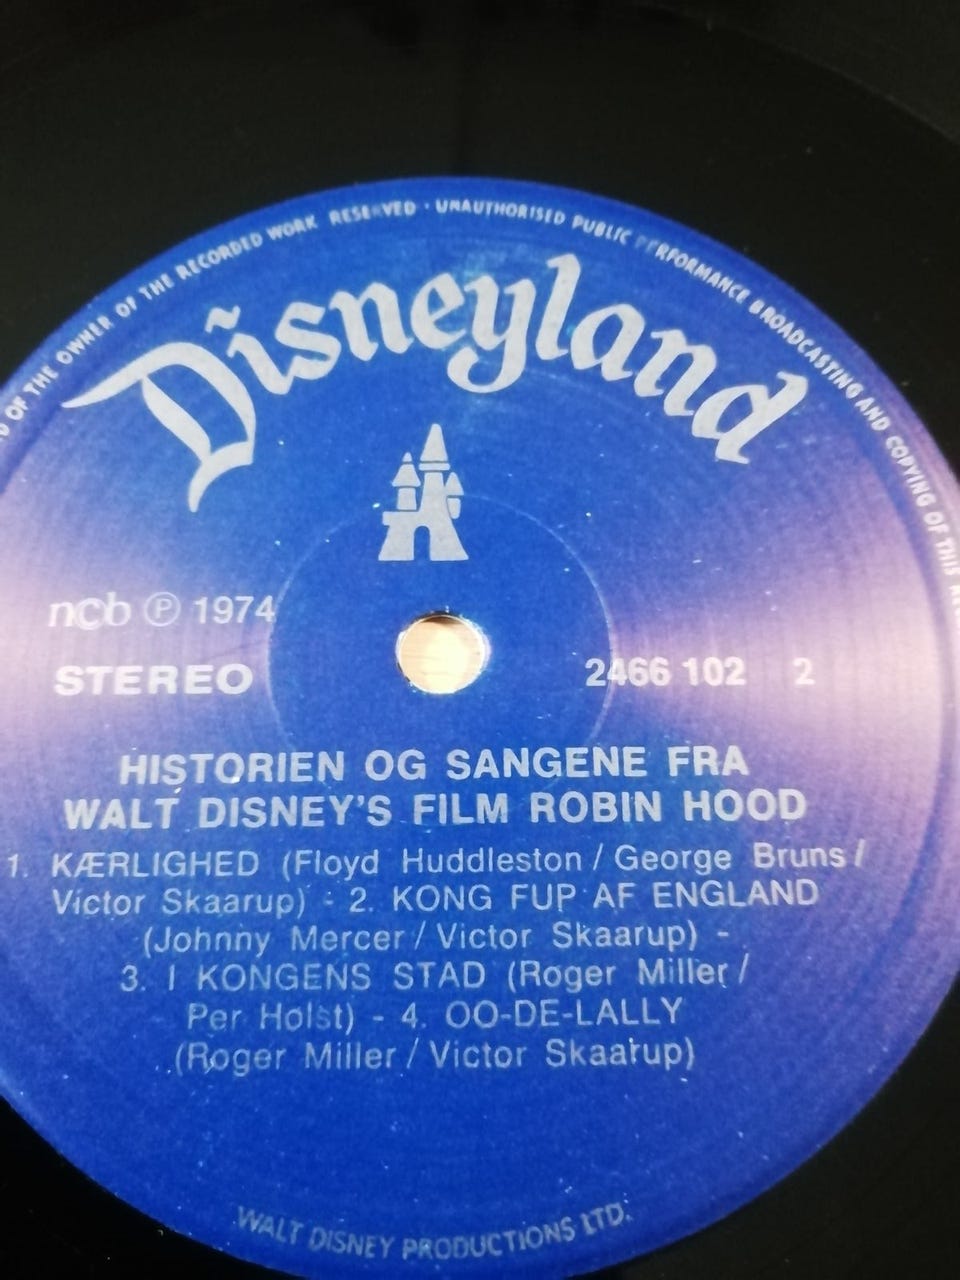 OF THE OWNER OF THE RECORDED WORK RESERVED · UNAUTHORISED PUBLIC PERFORMANCE BROADCASTING AND COPYING OF THIS
Disneyland
ncb ℗ 1974
STEREO
2466 102 2
HISTORIEN OG SANGENE FRA
WALT DISNEY'S FILM ROBIN HOOD
1. KÆRLIGHED (Floyd Huddleston / George Bruns /
Victor Skaarup) - 2. KONG FUP AF ENGLAND
(Johnny Mercer / Victor Skaarup) -
3. I KONGENS STAD (Roger Miller /
Per Holst) - 4. OO-DE-LALLY
(Roger Miller / Victor Skaarup)
WALT DISNEY PRODUCTIONS LTD.